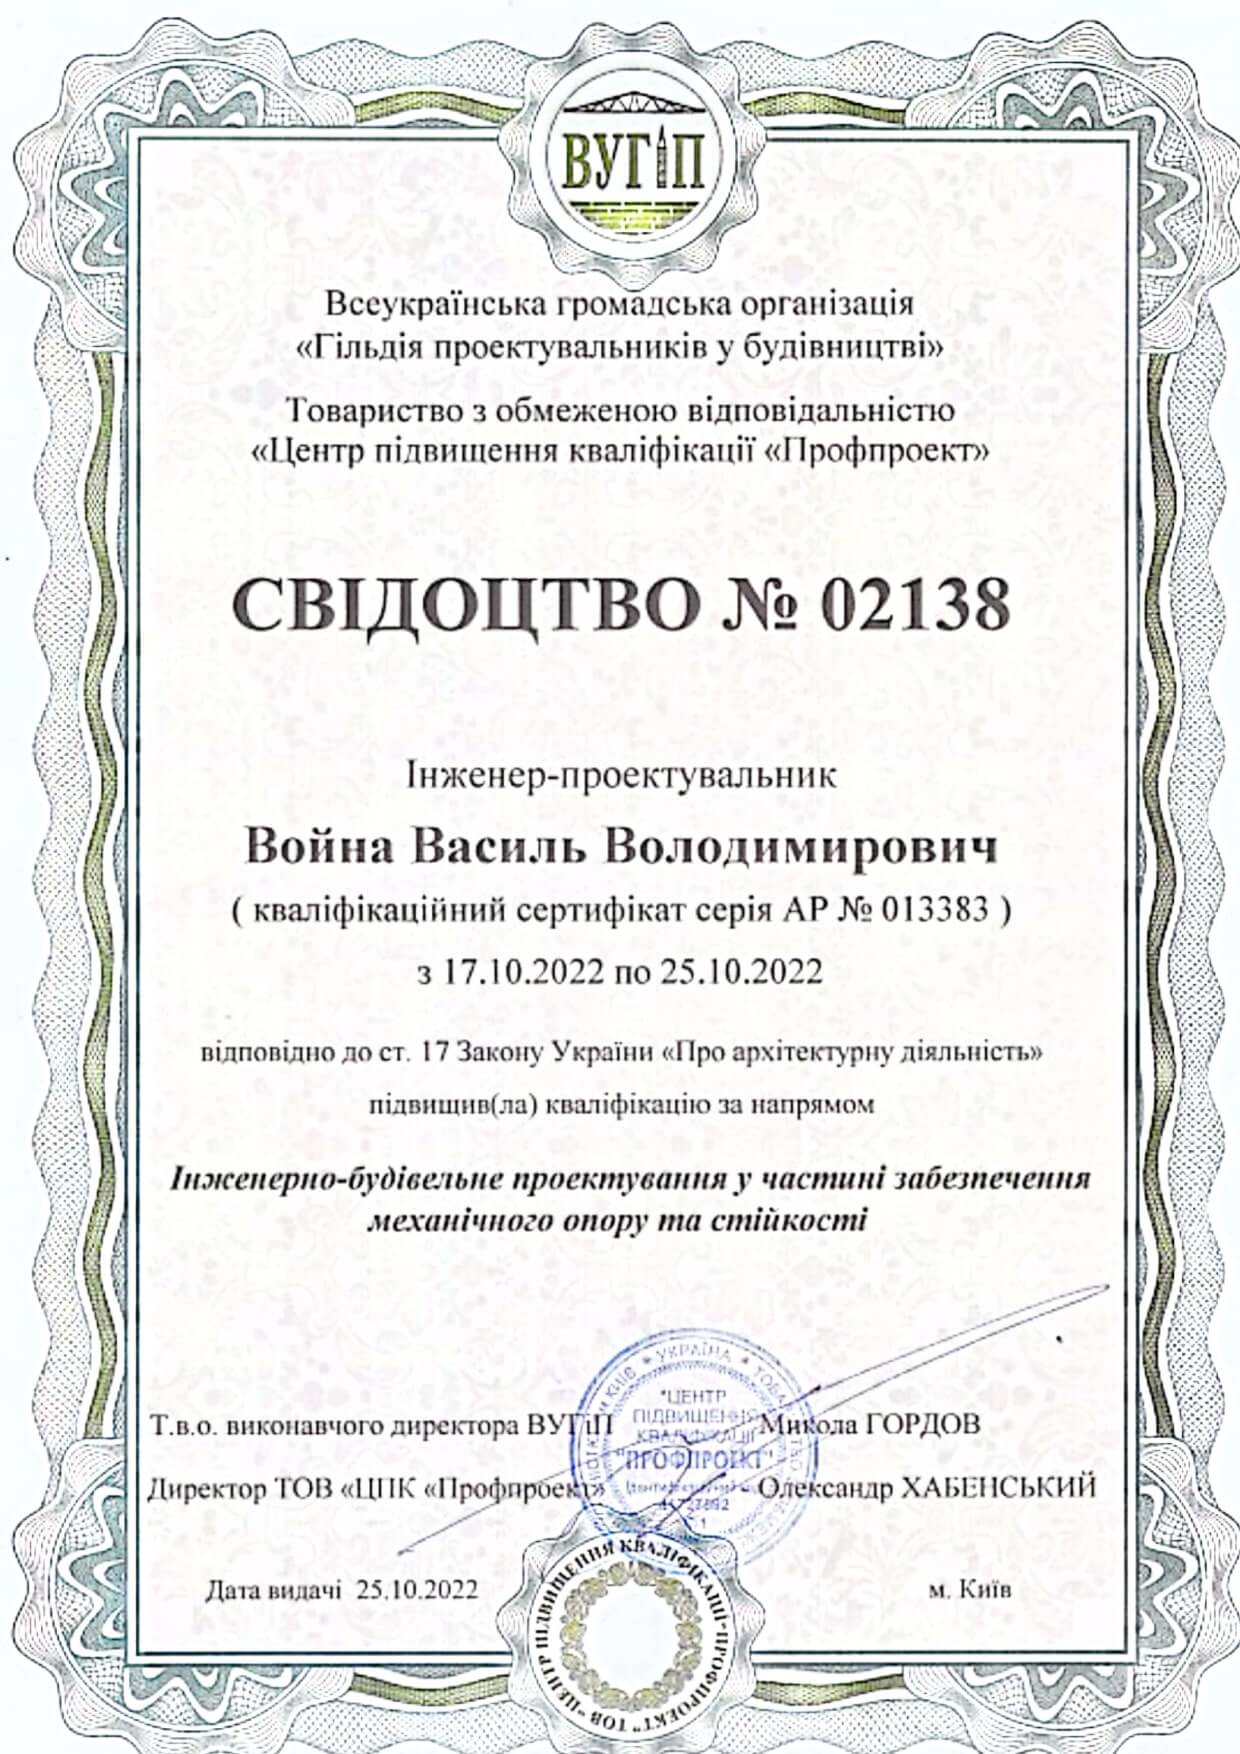 ВУГіП
Всеукраїнська громадська організація
«Гільдія проектувальників у будівництві»
Товариство з обмеженою відповідальністю
«Центр підвищення кваліфікації «Профпроект»
СВІДОЦТВО № 02138
Інженер-проектувальник
Война Василь Володимирович
( кваліфікаційний сертифікат серія АР № 013383 )
з 17.10.2022 по 25.10.2022
відповідно до ст. 17 Закону України «Про архітектурну діяльність»
підвищив(ла) кваліфікацію за напрямом
Інженерно-будівельне проектування у частині забезпечення
механічного опору та стійкості
Т.в.о. виконавчого директора ВУГіП Микола ГОРДОВ
Директор ТОВ «ЦПК «Профпроект» Олександр ХАБЕНСЬКИЙ
УКРАЇНА
"ЦЕНТР
ПІДВИЩЕННЯ
КВАЛІФІКАЦІЇ
"ПРОФПРОЕКТ"
Дата видачі 25.10.2022 м. Київ
ТОВ "ЦЕНТР ПІДВИЩЕННЯ КВАЛІФІКАЦІЇ "ПРОФПРОЕКТ"